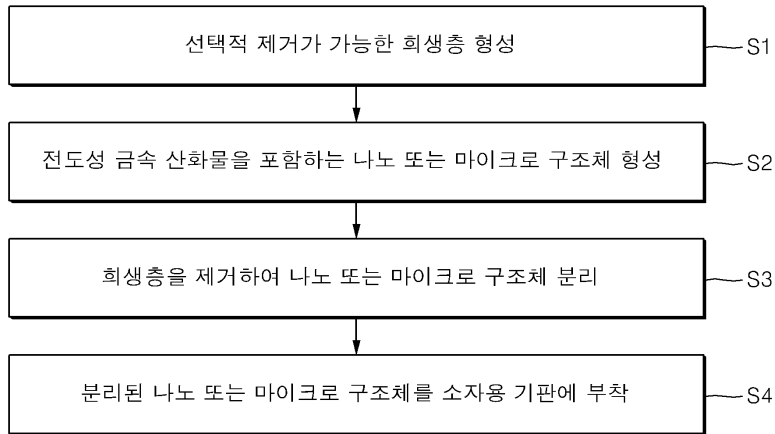 선택적 제거가 가능한 희생층 형성
S1
전도성 금속 산화물을 포함하는 나노 또는 마이크로 구조체 형성
S2
희생층을 제거하여 나노 또는 마이크로 구조체 분리
S3
분리된 나노 또는 마이크로 구조체를 소자용 기판에 부착
S4